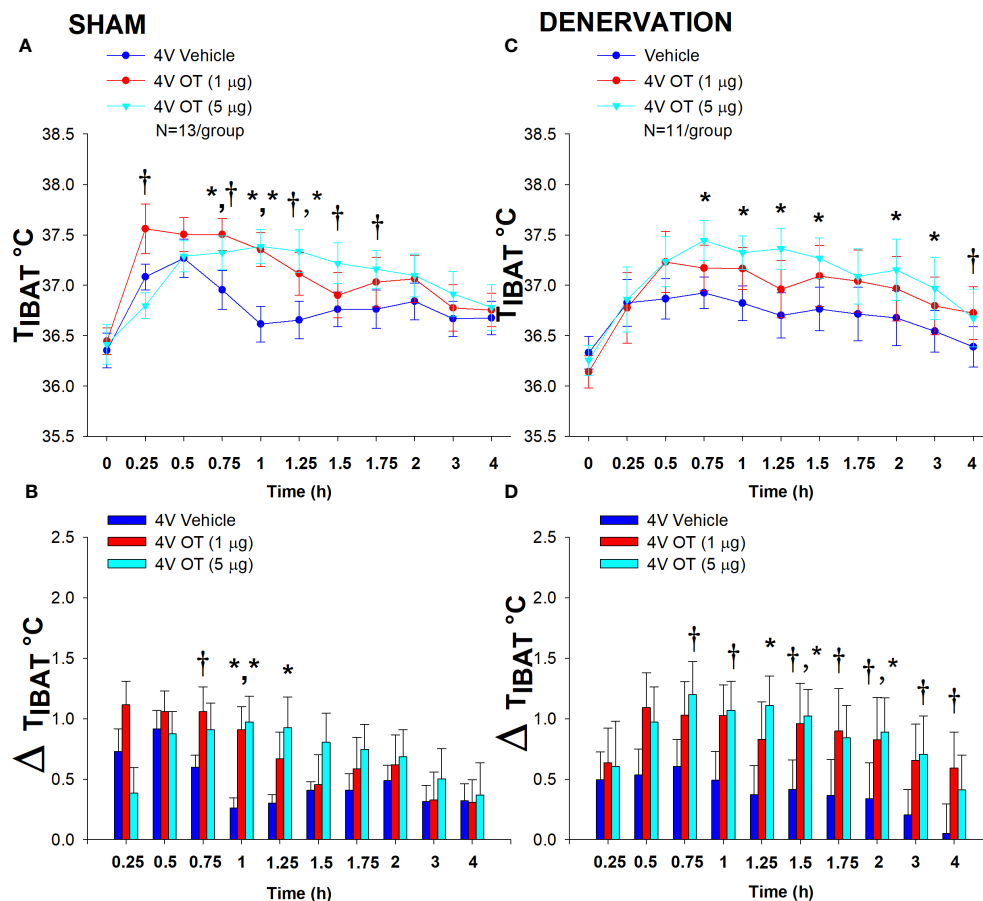 SHAM
A
4V Vehicle
4V OT (1 μg)
4V OT (5 μg)
N=13/group
TIBAT °C
38.5
38.0
37.5
37.0
36.5
36.0
35.5
† *,† *,* †,* † †
0 0.25 0.5 0.75 1 1.25 1.5 1.75 2 3 4
Time (h)
B
4V Vehicle
4V OT (1 μg)
4V OT (5 μg)
Δ TIBAT °C
2.5
2.0
1.5
1.0
0.5
0.0
† *,* *
0.25 0.5 0.75 1 1.25 1.5 1.75 2 3 4
Time (h)
DENERVATION
C
Vehicle
4V OT (1 μg)
4V OT (5 μg)
N=11/group
TIBAT °C
38.5
38.0
37.5
37.0
36.5
36.0
35.5
* * * * * * †
0 0.25 0.5 0.75 1 1.25 1.5 1.75 2 3 4
Time (h)
D
4V Vehicle
4V OT (1 μg)
4V OT (5 μg)
Δ TIBAT °C
2.5
2.0
1.5
1.0
0.5
0.0
† † * †,* † †,* † †
0.25 0.5 0.75 1 1.25 1.5 1.75 2 3 4
Time (h)